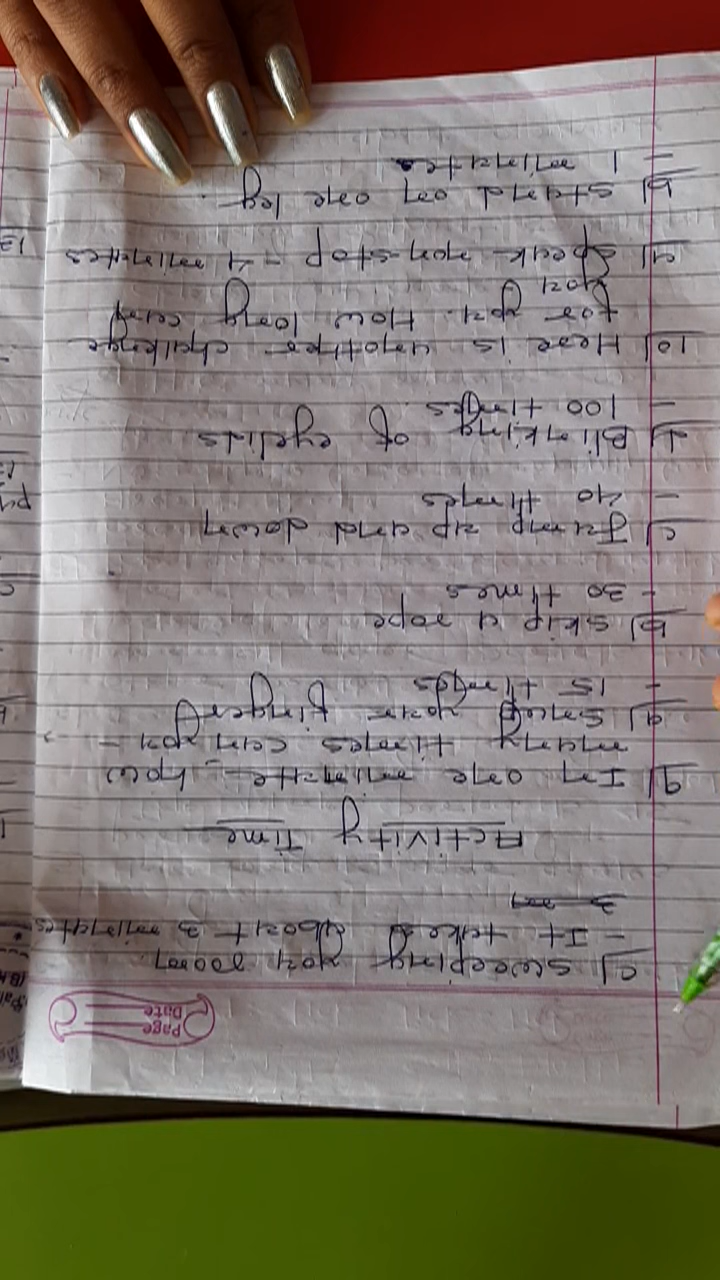 Page
Date
c) sweeping you room
- It takes about 3 minutes
Activity Time
9) In one minute, how
many times can you -
a) Snap your finger
- 15 times
b) skip a rope
- 30 times
c) Jump up and down
- 40 times
d) Blinking of eyelids
- 100 times.
10) Here is another challenge
for you. How long can
you
a) speak non-stop - 4 minutes
b) stand on one leg.
- 1 minutes